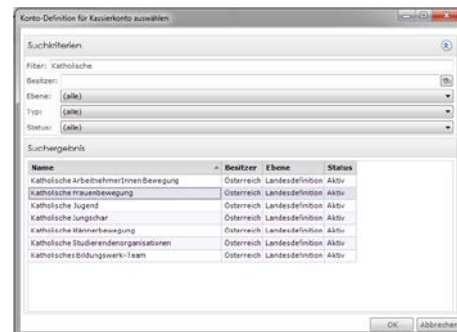 Konto-Definition für Kassierkonto auswählen
Suchkriterien
Filter: Katholische
Besitzer:
Ebene: (alle)
Typ: (alle)
Status: (alle)
Suchergebnis
Name Besitzer Ebene Status
Katholische ArbeitnehmerInnen Bewegung Österreich Landesdefinition Aktiv
Katholische Frauenbewegung Österreich Landesdefinition Aktiv
Katholische Jugend Österreich Landesdefinition Aktiv
Katholische Jungschar Österreich Landesdefinition Aktiv
Katholische Männerbewegung Österreich Landesdefinition Aktiv
Katholische Studierendenorganisationen Österreich Landesdefinition Aktiv
Katholisches Bildungswerk-Team Österreich Landesdefinition Aktiv
OK Abbrechen